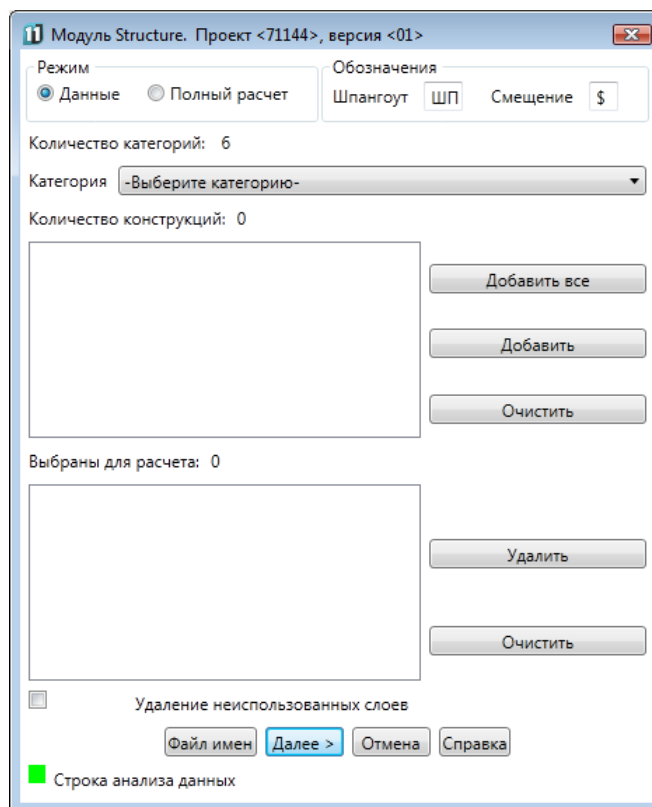 Модуль Structure. Проект <71144>, версия <01>
Режим
Обозначения
Данные Полный расчет Шпангоут ШП Смещение $
Количество категорий: 6
Категория -Выберите категорию-
Количество конструкций: 0
Добавить все
Добавить
Очистить
Выбраны для расчета: 0
Удалить
Очистить
Удаление неиспользованных слоев
Файл имен Далее > Отмена Справка
Строка анализа данных